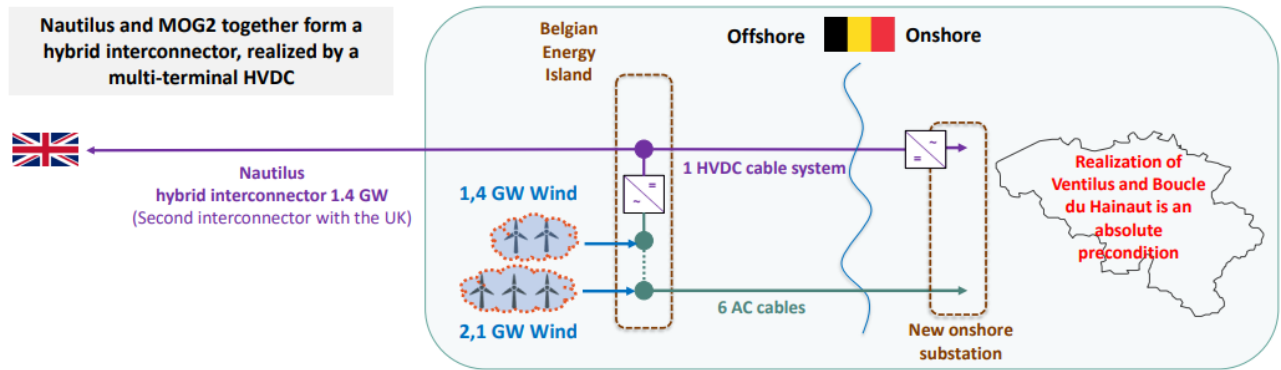 Nautilus and MOG2 together form a
hybrid interconnector, realized by a
multi-terminal HVDC
Belgian
Energy
Island
Offshore
Onshore
Nautilus
hybrid interconnector 1.4 GW
(Second interconnector with the UK)
1 HVDC cable system
=
~
~
=
1,4 GW Wind
2,1 GW Wind
6 AC cables
New onshore
substation
Realization of
Ventilus and Boucle
du Hainaut is an
absolute
precondition